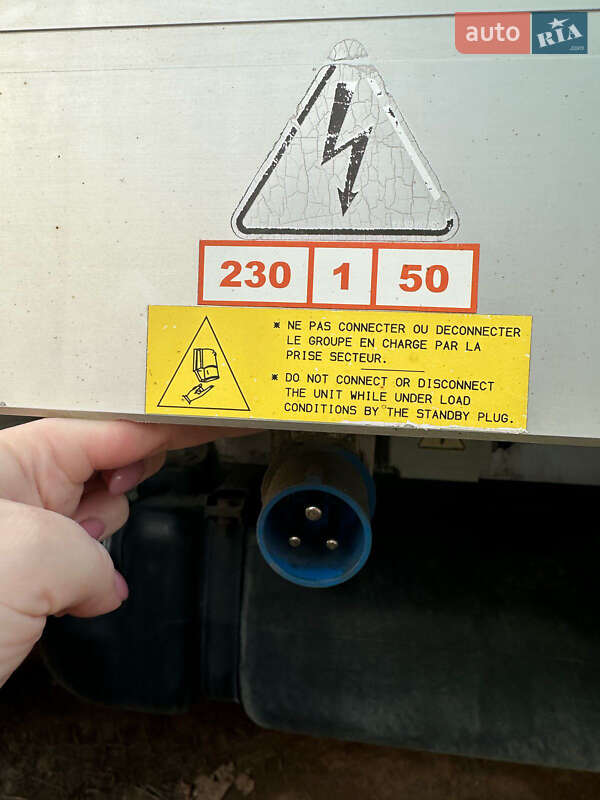 auto RIA
.com
230 1 50
* NE PAS CONNECTER OU DECONNECTER
LE GROUPE EN CHARGE PAR LA
PRISE SECTEUR.
* DO NOT CONNECT OR DISCONNECT
THE UNIT WHILE UNDER LOAD
CONDITIONS BY THE STANDBY PLUG.